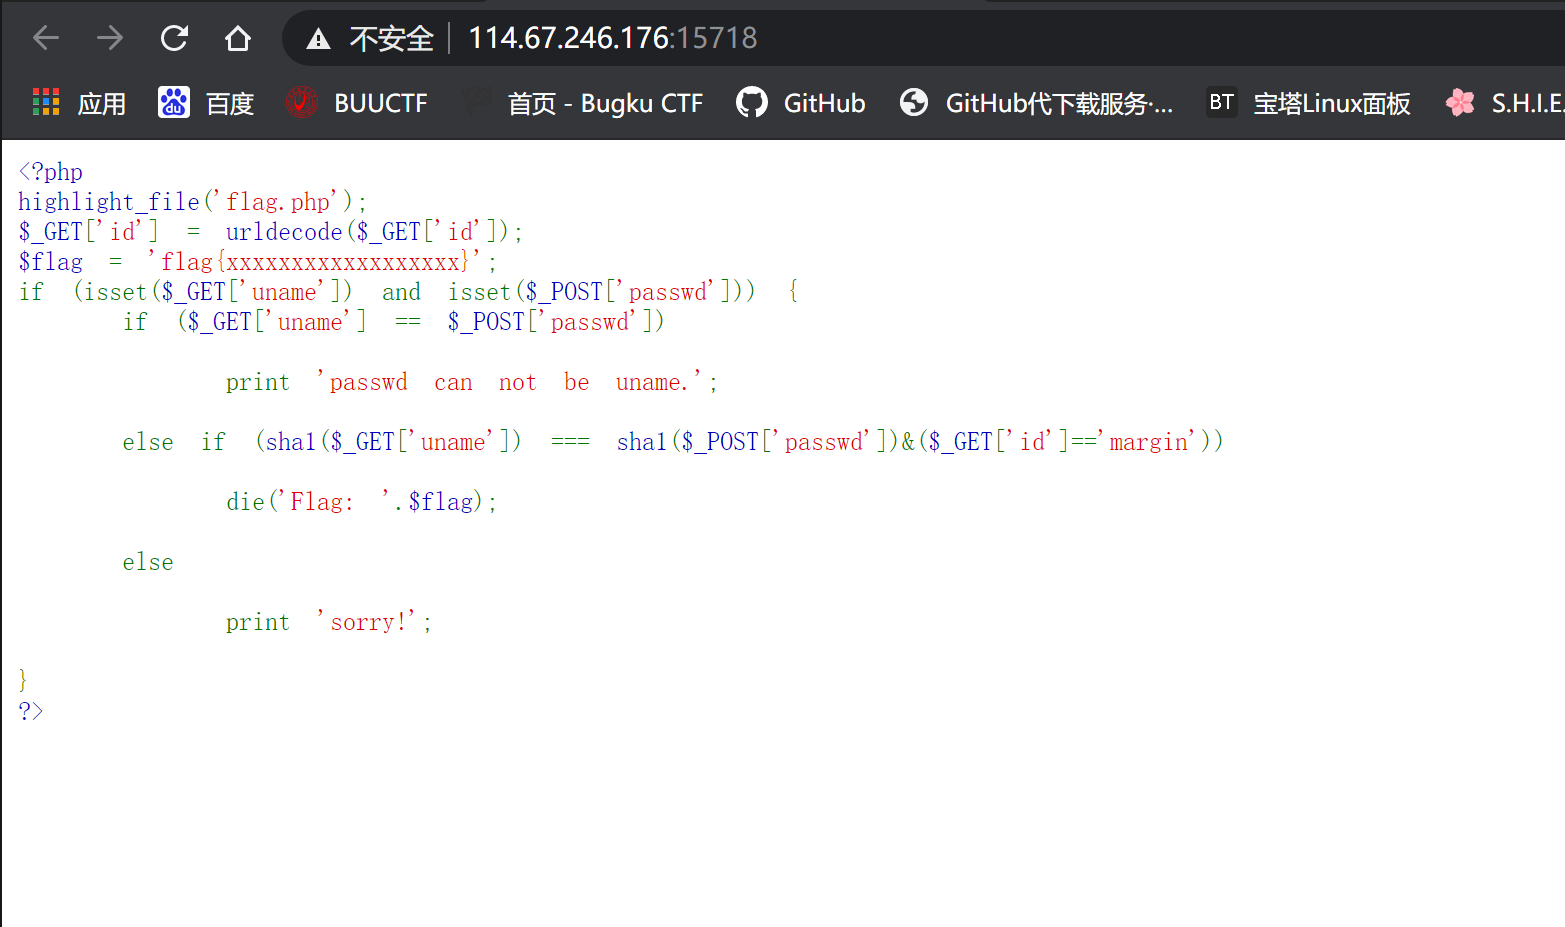 不安全 114.67.246.176:15718
应用 百度 BUUCTF 首页 - Bugku CTF GitHub GitHub代下载服务·... BT 宝塔Linux面板 S.H.I.E.
<?php
highlight_file('flag.php');
$_GET['id'] = urldecode($_GET['id']);
$flag = 'flag{xxxxxxxxxxxxxxxxxx}';
if (isset($_GET['uname']) and isset($_POST['passwd'])) {
if ($_GET['uname'] == $_POST['passwd'])
print 'passwd can not be uname.';
else if (sha1($_GET['uname']) === sha1($_POST['passwd'])&($_GET['id']=='margin'))
die('Flag: '.$flag);
else
print 'sorry!';
}
?>